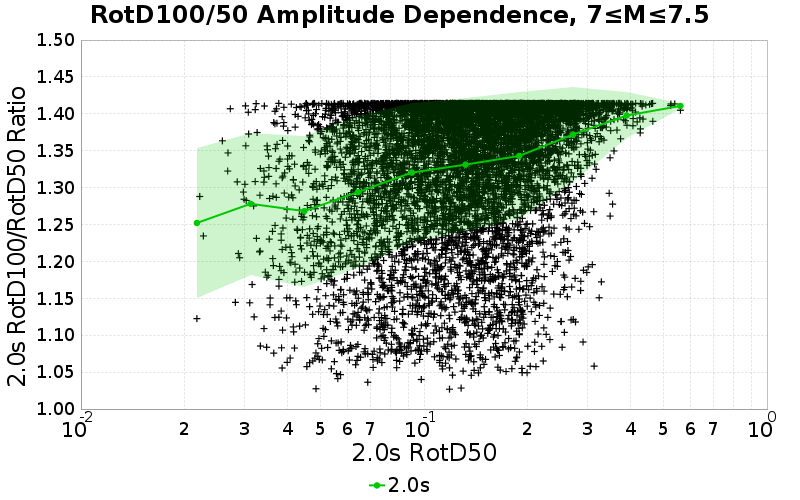 RotD100/50 Amplitude Dependence, 7≤M≤7.5
2.0s RotD100/RotD50 Ratio
1.50
1.45
1.40
1.35
1.30
1.25
1.20
1.15
1.10
1.05
1.00
10-2 2 3 4 5 6 7 10-1 2 3 4 5 6 7 100
2.0s RotD50
2.0s